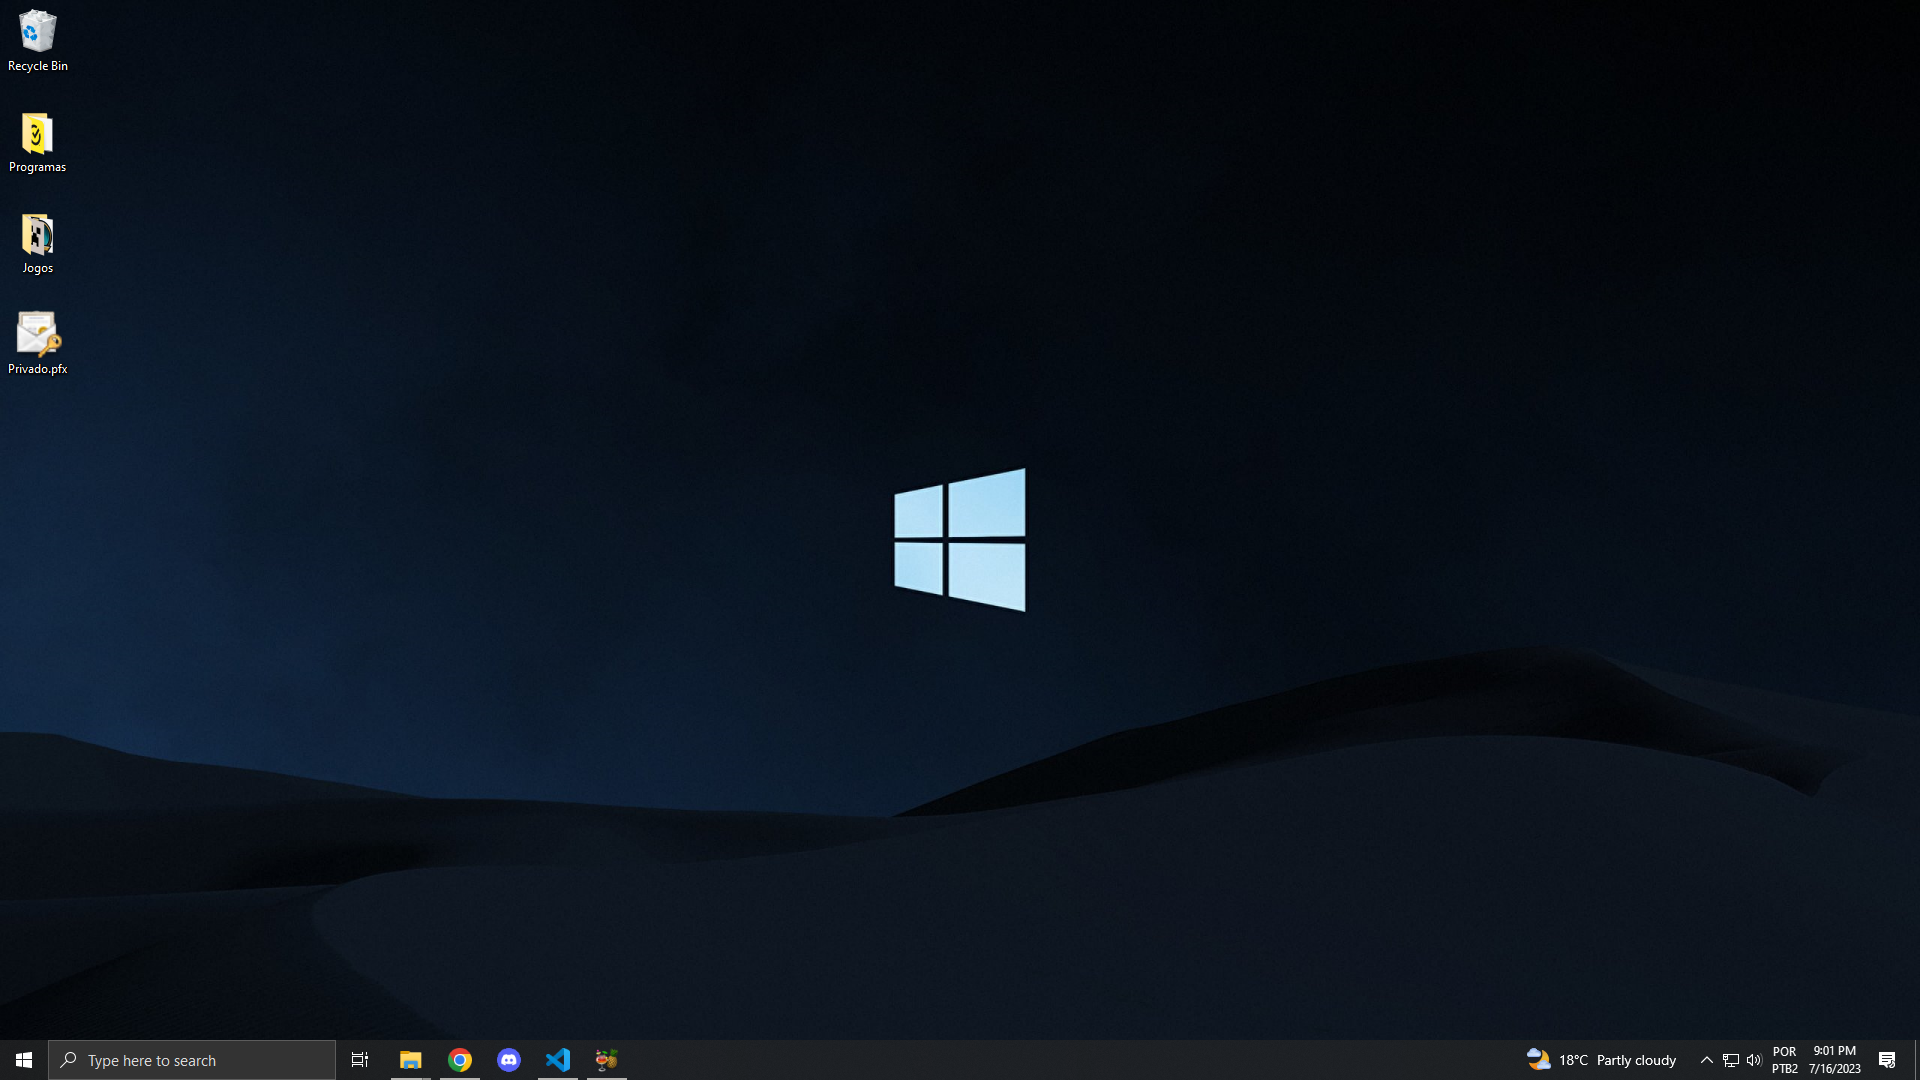 Recycle Bin
Programas
Jogos
Privado.pfx
Type here to search
18°C Partly cloudy
POR
PTB2
9:01 PM
7/16/2023